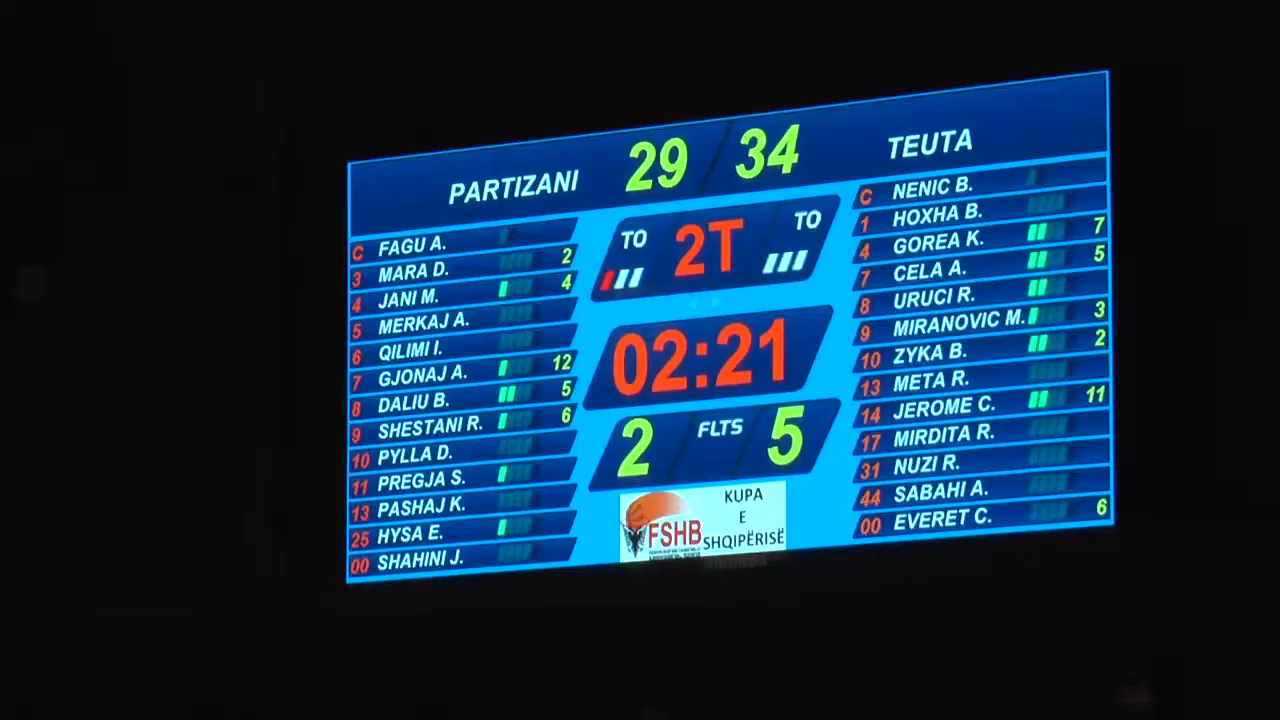 PARTIZANI 29 34 TEUTA
TO 2T TO
02:21
2 FLTS 5
C FAGU A.
3 MARA D. 2
4 JANI M. 4
5 MERKAJ A.
6 QILIMI I.
7 GJONAJ A. 12
8 DALIU B. 5
9 SHESTANI R. 6
10 PYLLA D.
11 PREGJA S.
13 PASHAJ K.
25 HYSA E.
00 SHAHINI J.
C NENIC B.
1 HOXHA B.
4 GOREA K. 7
7 CELA A. 5
8 URUCI R.
9 MIRANOVIC M. 3
10 ZYKA B. 2
13 META R.
14 JEROME C. 11
17 MIRDITA R.
31 NUZI R.
44 SABAHI A.
00 EVERET C. 6
FSHB
KUPA
E
SHQIPËRISË